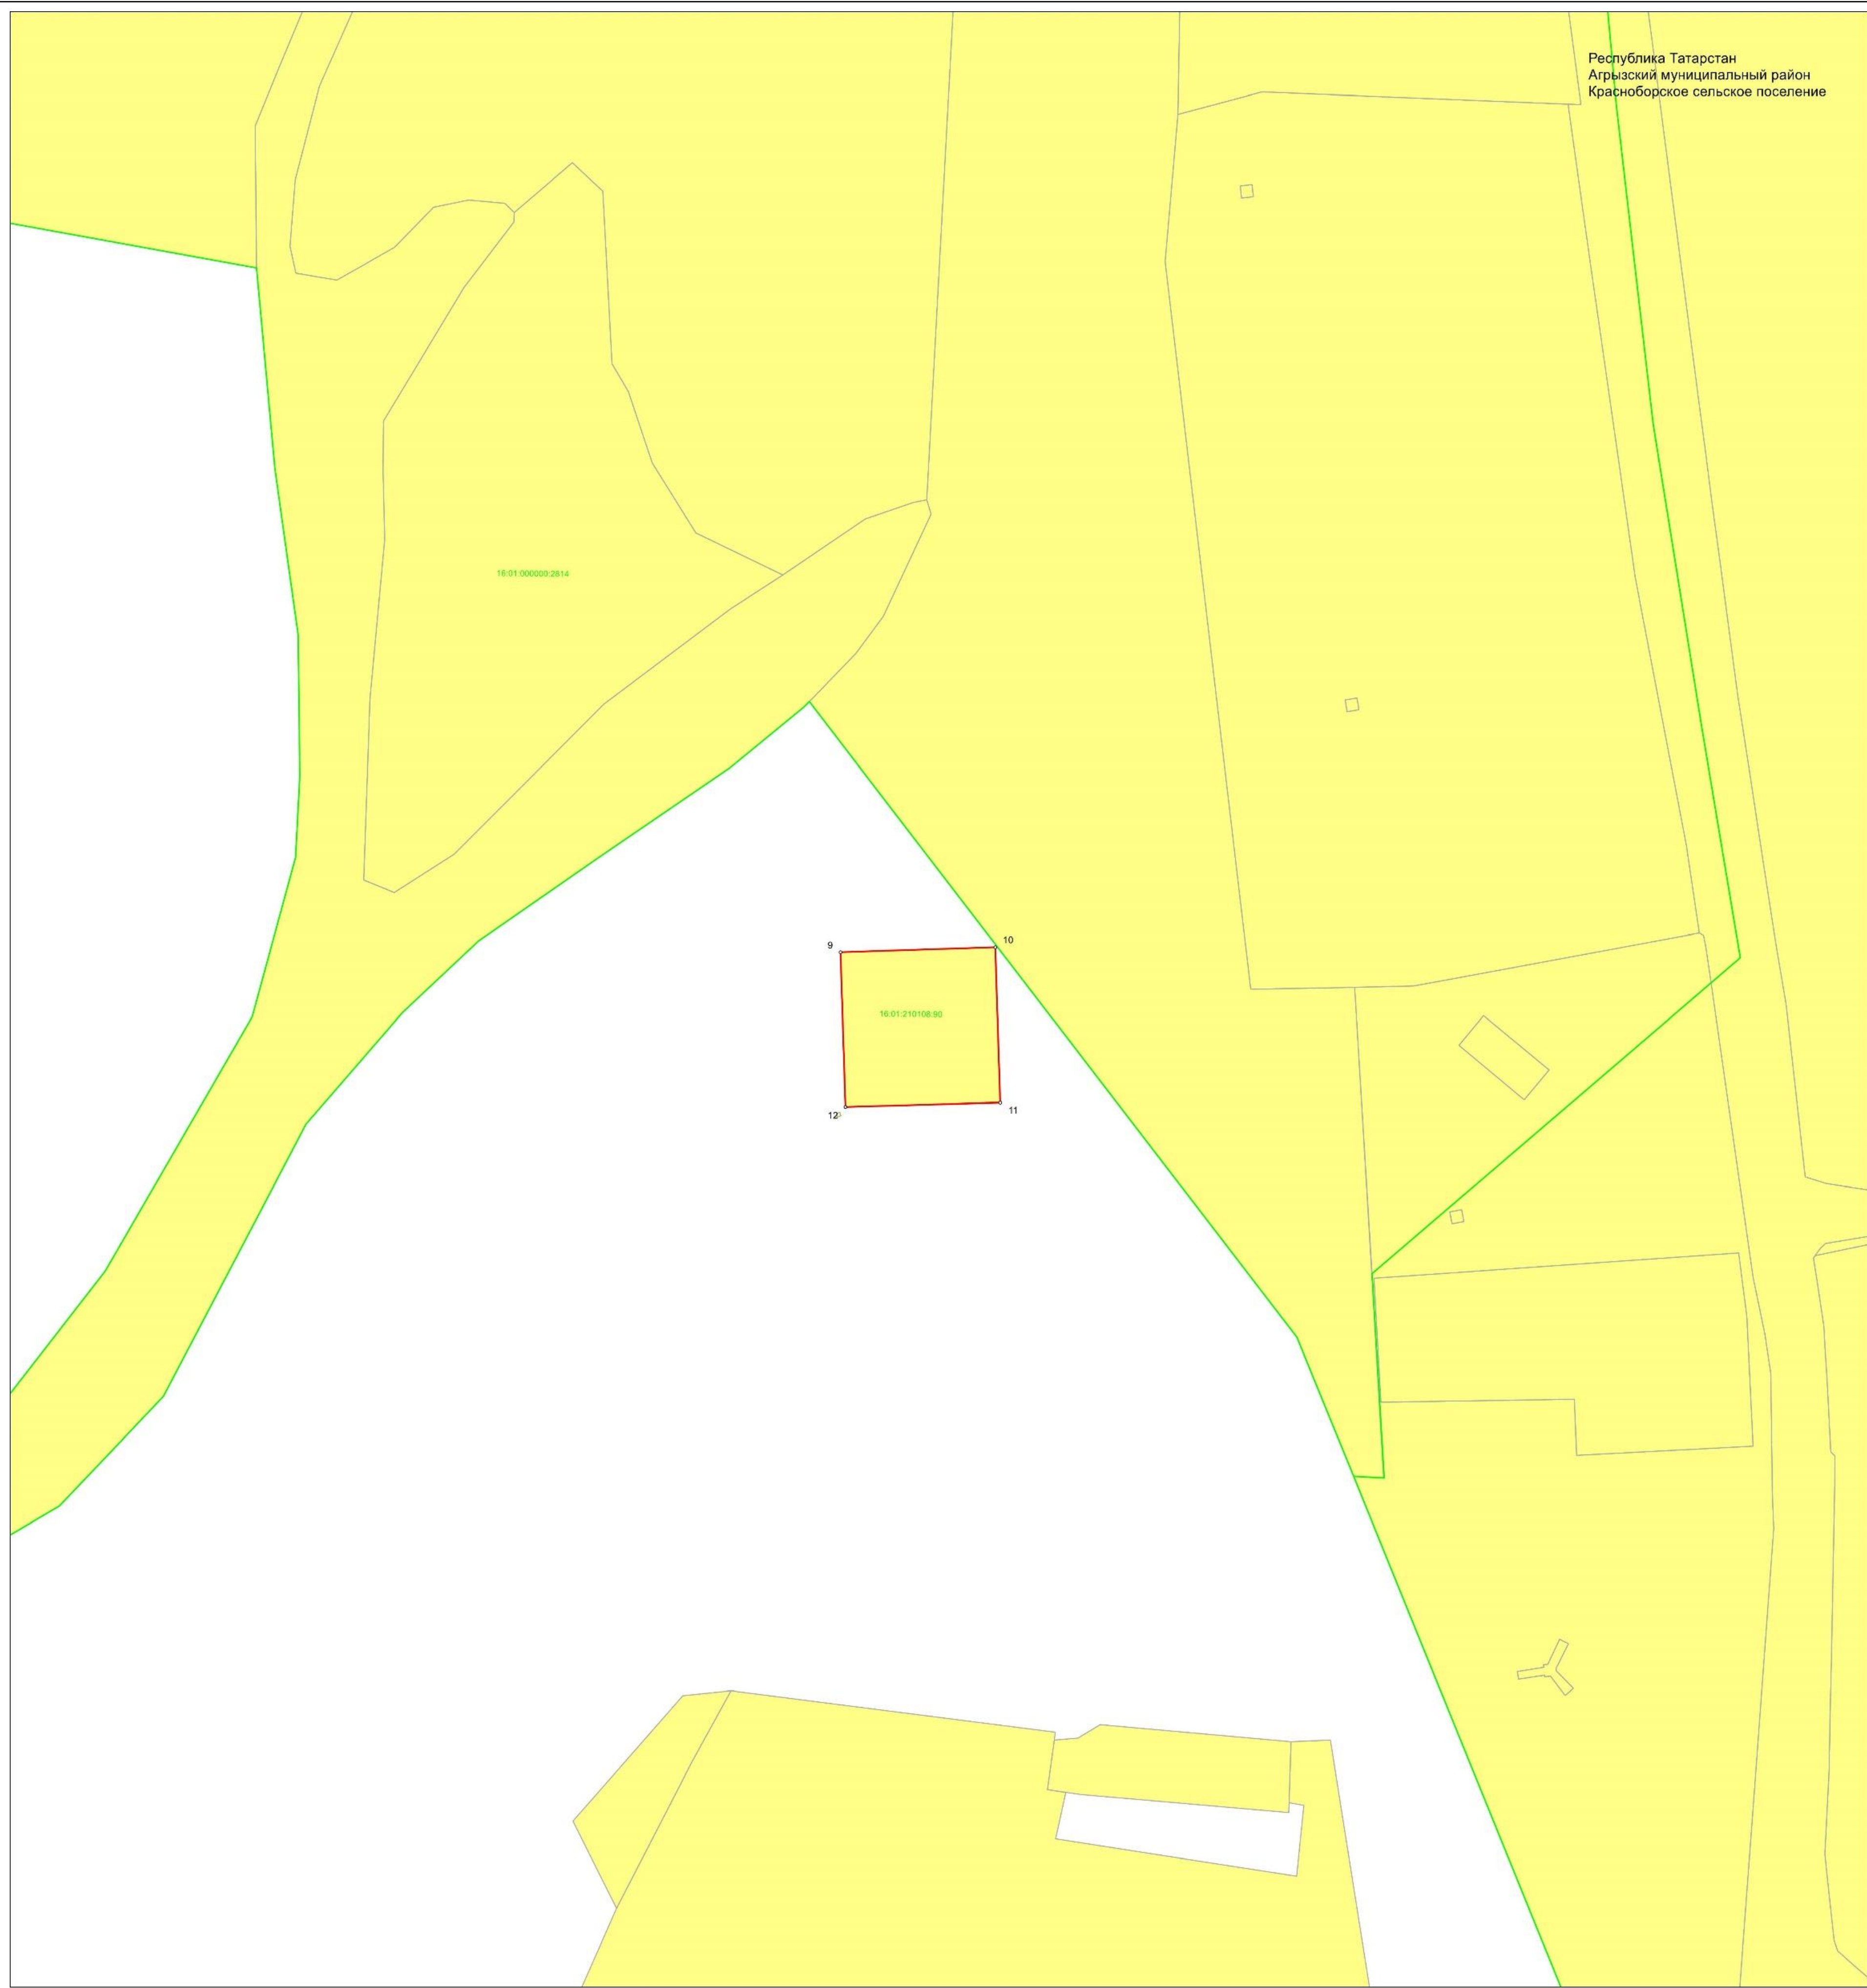 Республика Татарстан
Агрызский муниципальный район
Красноборское сельское поселение
16:01:000000:2814
9
10
16:01:210108:90
12
11